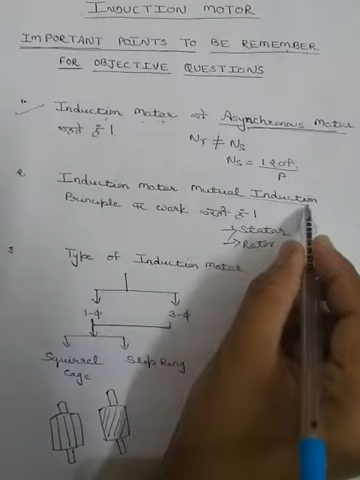 INDUCTION MOTOR
IMPORTANT POINTS TO BE REMEMBER
FOR OBJECTIVE QUESTIONS
1. Induction Motor को Asynchronous Motor
कहते हैं।
Nr ≠ Ns
Ns = 120f / P
2. Induction motor Mutual Induction
Principle पर work करती है।
→ Stator
→ Rotor
3 Type of Induction Motor
1-ϕ 3-ϕ
Squirrel Slip Ring
Cage